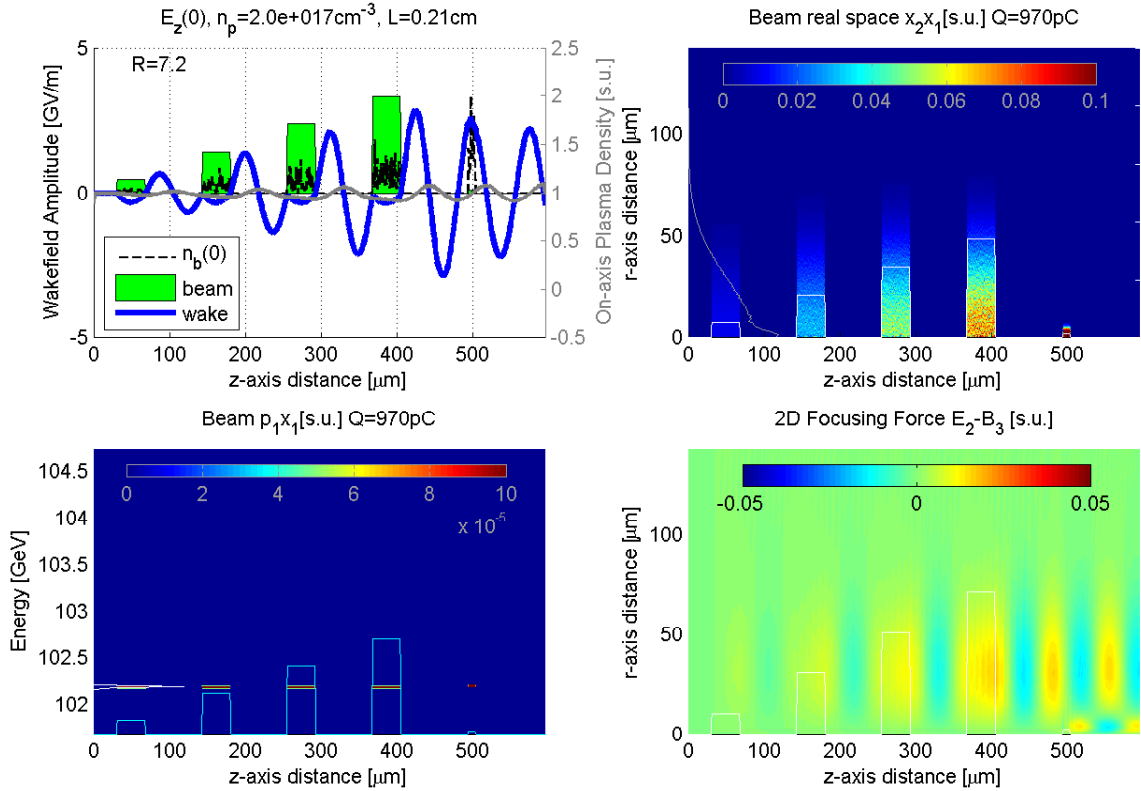 E_z(0), n_p=2.0e+017cm^-3, L=0.21cm
R=7.2
Wakefield Amplitude [GV/m]
5
0
-5
On-axis Plasma Density [s.u.]
2.5
2
1.5
1
0.5
0
-0.5
n_b(0)
beam
wake
0 100 200 300 400 500
z-axis distance [μm]
Beam real space x_2x_1[s.u.] Q=970pC
0 0.02 0.04 0.06 0.08 0.1
r-axis distance [μm]
100
50
0
0 100 200 300 400 500
z-axis distance [μm]
Beam p_1x_1[s.u.] Q=970pC
0 2 4 6 8 10
x 10^-5
Energy [GeV]
104.5
104
103.5
103
102.5
102
0 100 200 300 400 500
z-axis distance [μm]
2D Focusing Force E_2-B_3 [s.u.]
-0.05 0 0.05
r-axis distance [μm]
100
50
0
0 100 200 300 400 500
z-axis distance [μm]